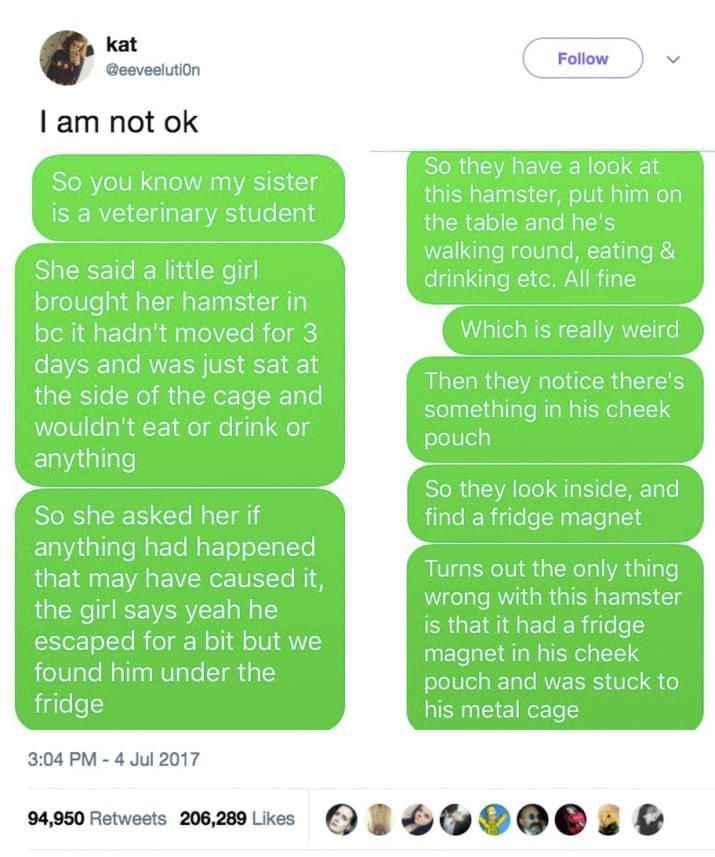 kat
@eeveeluti0n
Follow
I am not ok
So you know my sister
is a veterinary student
She said a little girl
brought her hamster in
bc it hadn't moved for 3
days and was just sat at
the side of the cage and
wouldn't eat or drink or
anything
So she asked her if
anything had happened
that may have caused it,
the girl says yeah he
escaped for a bit but we
found him under the
fridge
So they have a look at
this hamster, put him on
the table and he's
walking round, eating &
drinking etc. All fine
Which is really weird
Then they notice there's
something in his cheek
pouch
So they look inside, and
find a fridge magnet
Turns out the only thing
wrong with this hamster
is that it had a fridge
magnet in his cheek
pouch and was stuck to
his metal cage
3:04 PM - 4 Jul 2017
94,950 Retweets 206,289 Likes